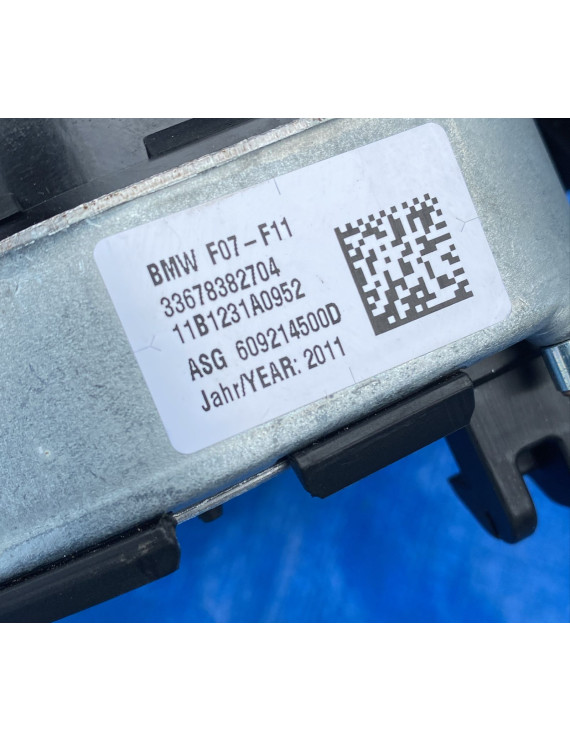 BMW F07-F11
33678382704
11B1231A0952
ASG 609214500D
Jahr/YEAR: 2011